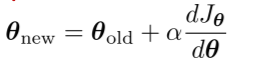 θ_new = θ_old + α dJ_θ/dθ